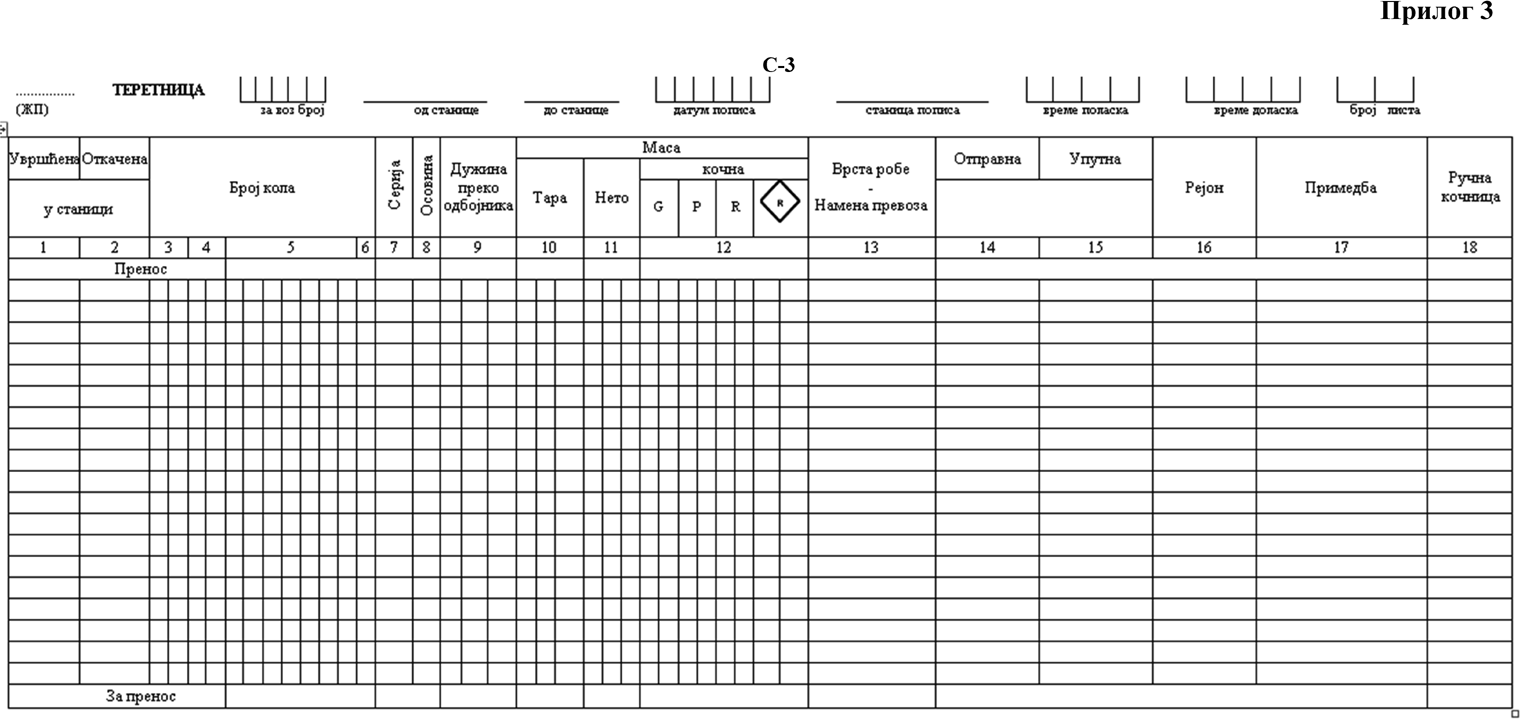 Прилог 3
С-3
............... ТЕРЕТНИЦА
(ЖП) за воз број од станице до станице датум пописа станица пописа време поласка време доласка број листа
Увршћена Откачена Број кола Серија Осовина Дужина преко одбојника Маса Врста робе - Намена превоза Отправна Упутна Рејон Примедба Ручна кочница
у станици Тара Нето кочна
G P R R
1 2 3 4 5 6 7 8 9 10 11 12 13 14 15 16 17 18
Пренос
За пренос